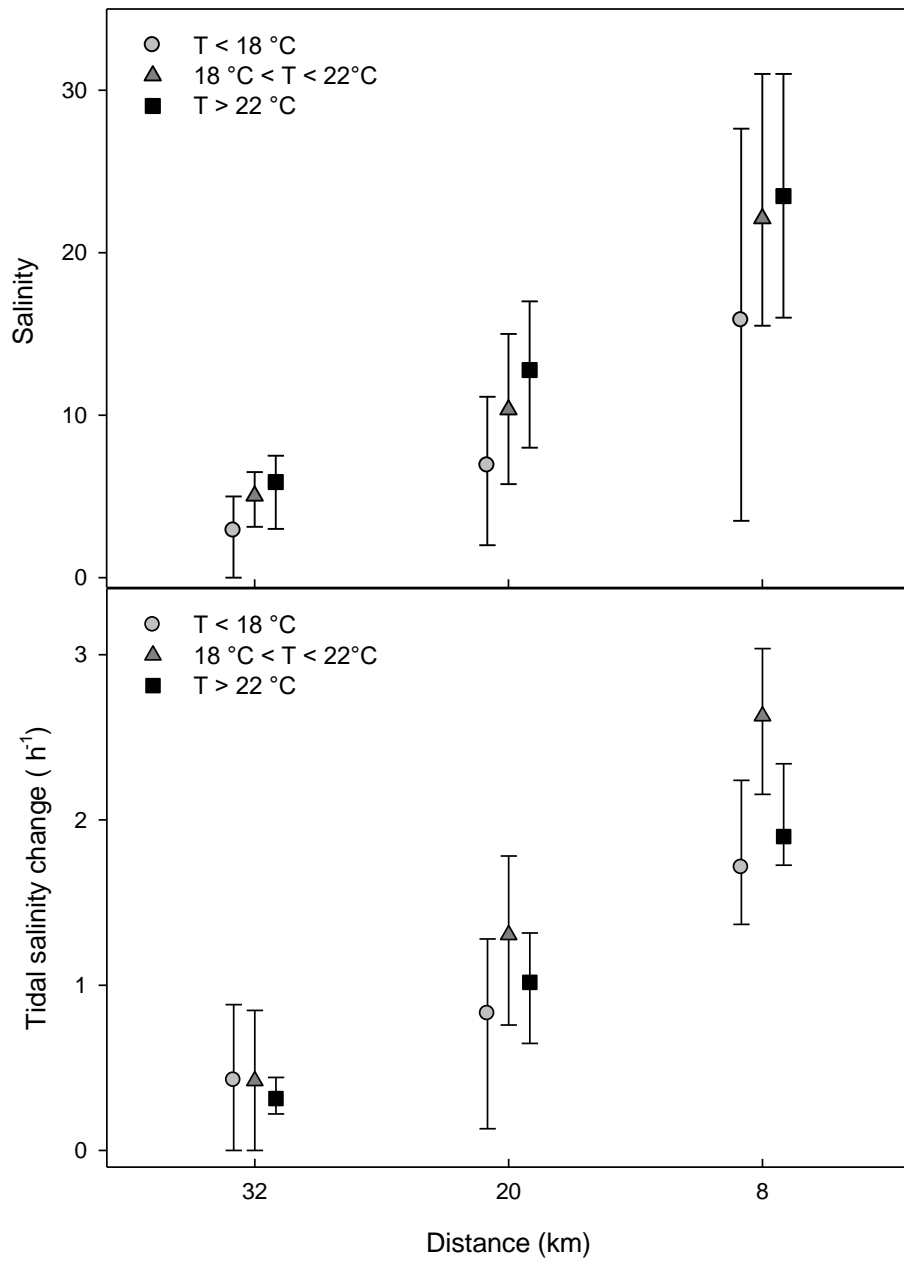 T < 18 °C
18 °C < T < 22°C
T > 22 °C
30
20
10
0
Salinity
T < 18 °C
18 °C < T < 22°C
T > 22 °C
3
2
1
0
Tidal salinity change ( h-1)
32
20
8
Distance (km)